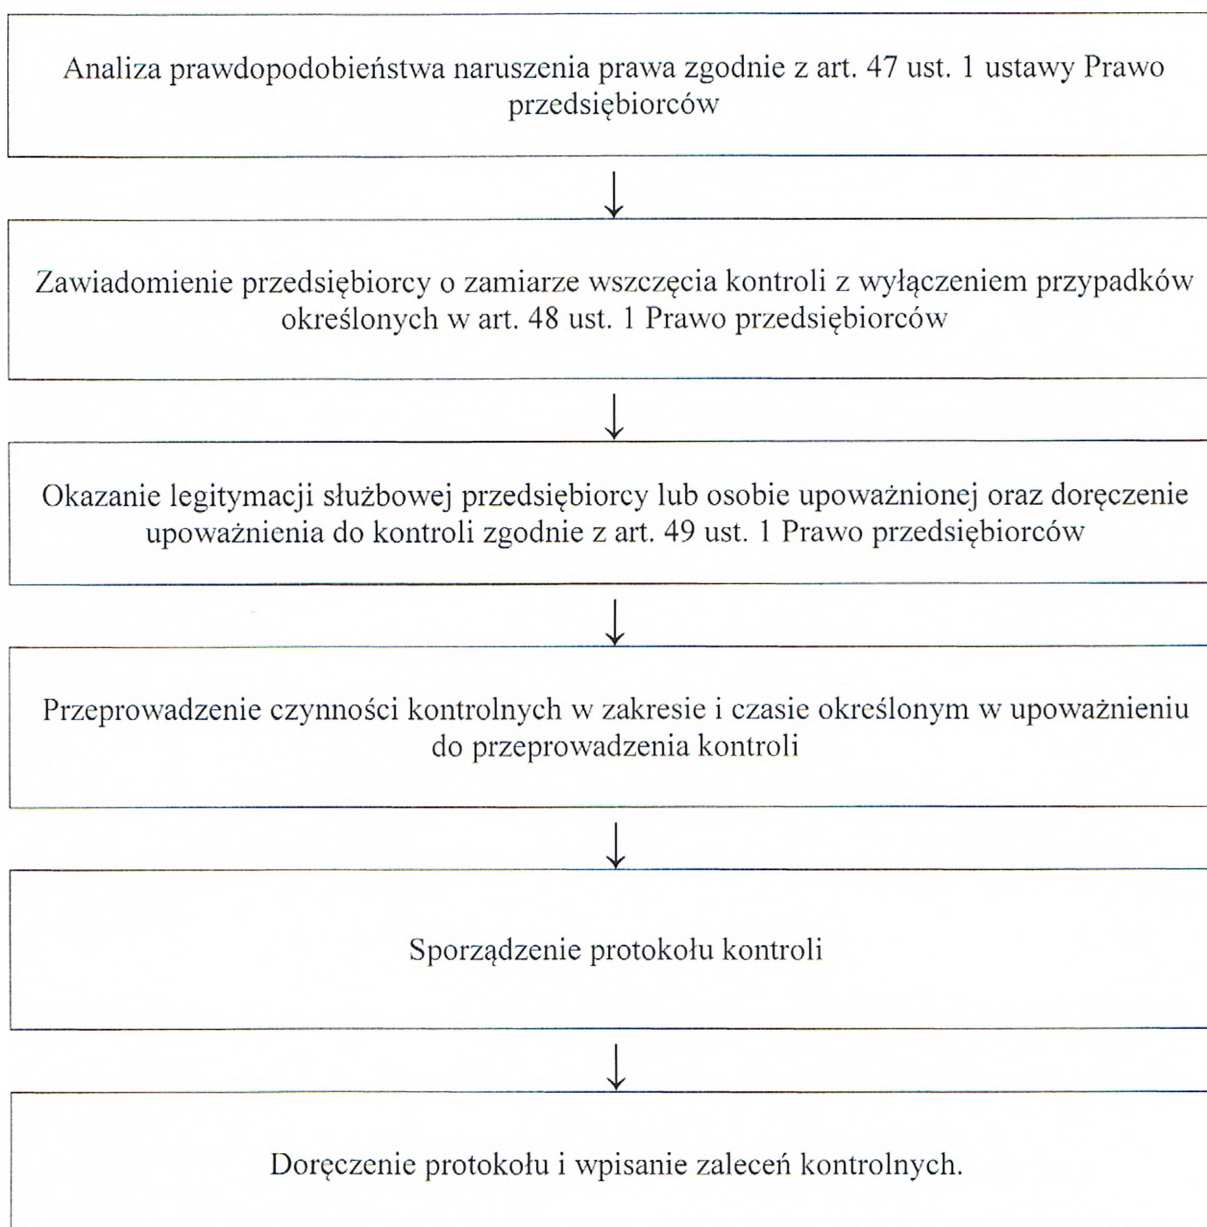 Analiza prawdopodobieństwa naruszenia prawa zgodnie z art. 47 ust. 1 ustawy Prawo
przedsiębiorców
↓
Zawiadomienie przedsiębiorcy o zamiarze wszczęcia kontroli z wyłączeniem przypadków
określonych w art. 48 ust. 1 Prawo przedsiębiorców
↓
Okazanie legitymacji służbowej przedsiębiorcy lub osobie upoważnionej oraz doręczenie
upoważnienia do kontroli zgodnie z art. 49 ust. 1 Prawo przedsiębiorców
↓
Przeprowadzenie czynności kontrolnych w zakresie i czasie określonym w upoważnieniu
do przeprowadzenia kontroli
↓
Sporządzenie protokołu kontroli
↓
Doręczenie protokołu i wpisanie zaleceń kontrolnych.